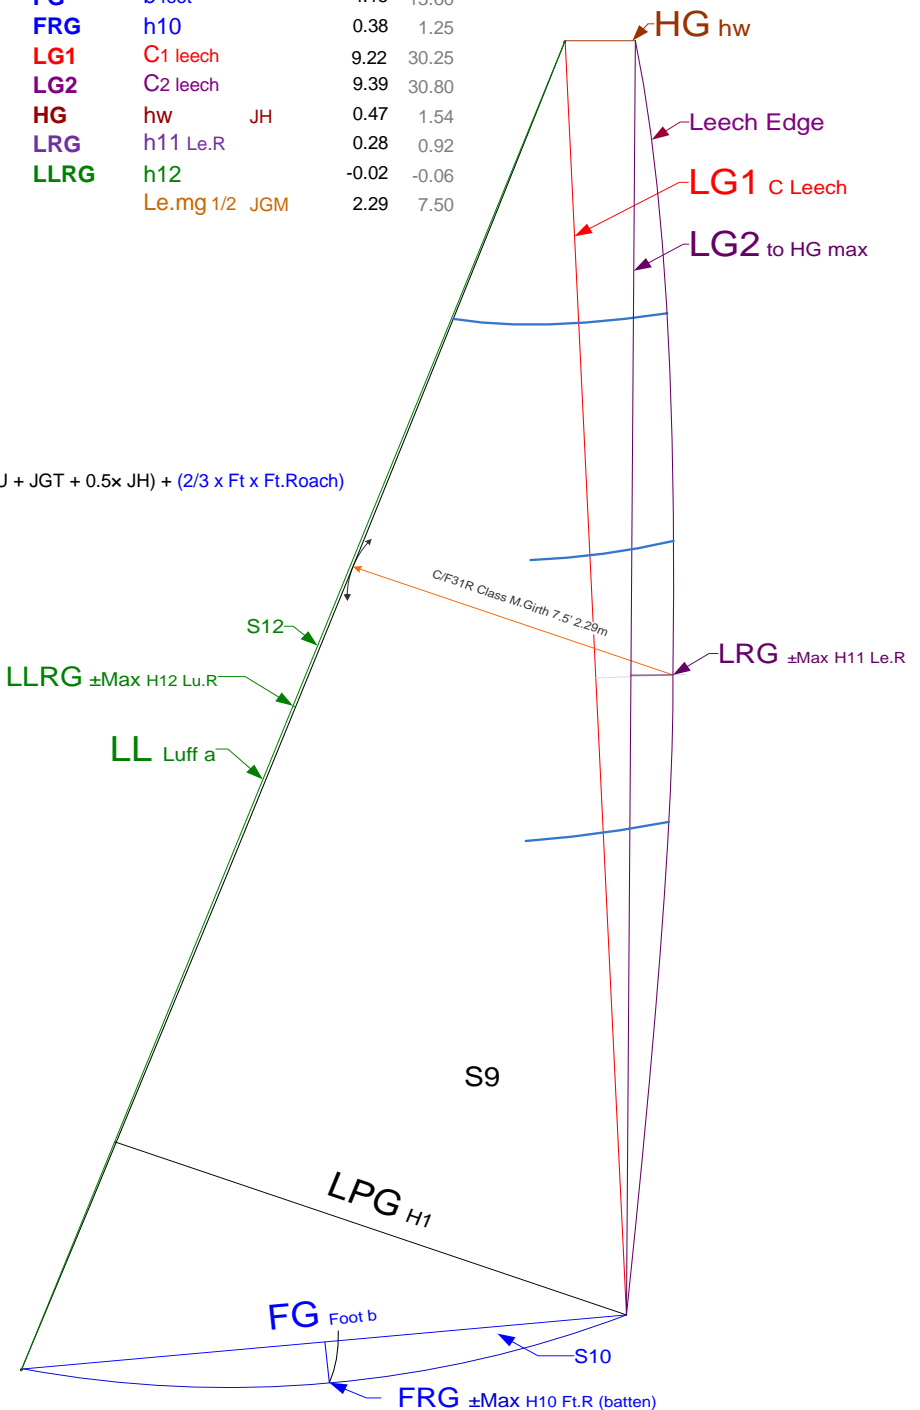 HG hw
FRG h10 0.38 1.25
LG1 C1 leech 9.22 30.25
LG2 C2 leech 9.39 30.80
HG hw JH 0.47 1.54
LRG h11 Le.R 0.28 0.92
LLRG h12 -0.02 -0.06
Le.mg 1/2 JGM 2.29 7.50
Leech Edge
LG1 C Leech
LG2 to HG max
+ JGT + 0.5× JH) + (2/3 x Ft x Ft.Roach)
C/F31R Class M.Girth 7.5' 2.29m
S12
LLRG ±Max H12 Lu.R
LRG ±Max H11 Le.R
LL Luff a
S9
LPG H1
FG Foot b
S10
FRG ±Max H10 Ft.R (batten)